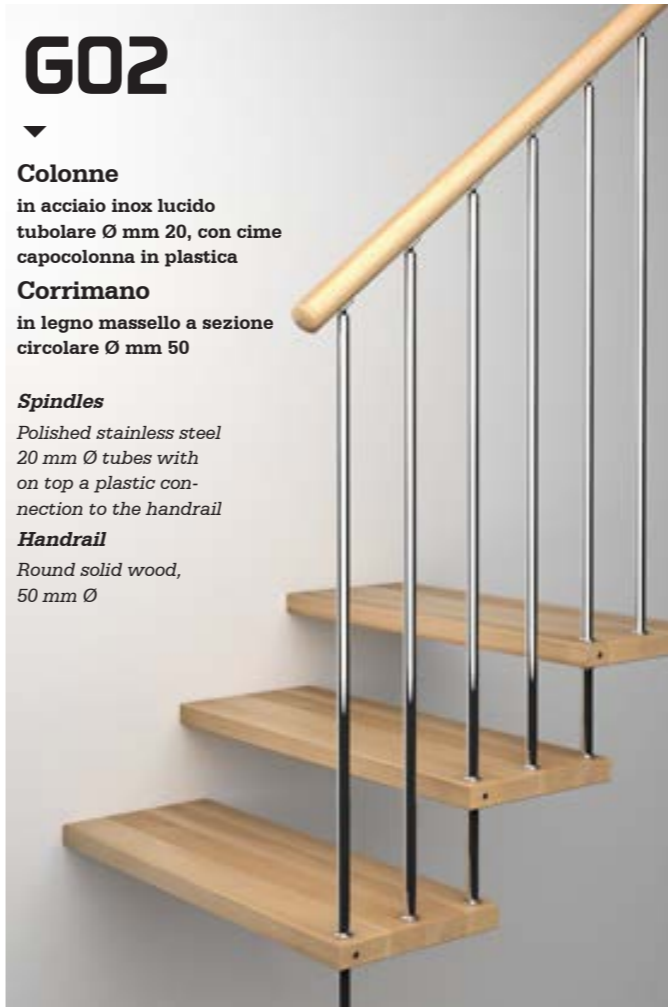 G02
Colonne
in acciaio inox lucido
tubolare Ø mm 20, con cime
capocolonna in plastica
Corrimano
in legno massello a sezione
circolare Ø mm 50
Spindles
Polished stainless steel
20 mm Ø tubes with
on top a plastic con-
nection to the handrail
Handrail
Round solid wood,
50 mm Ø